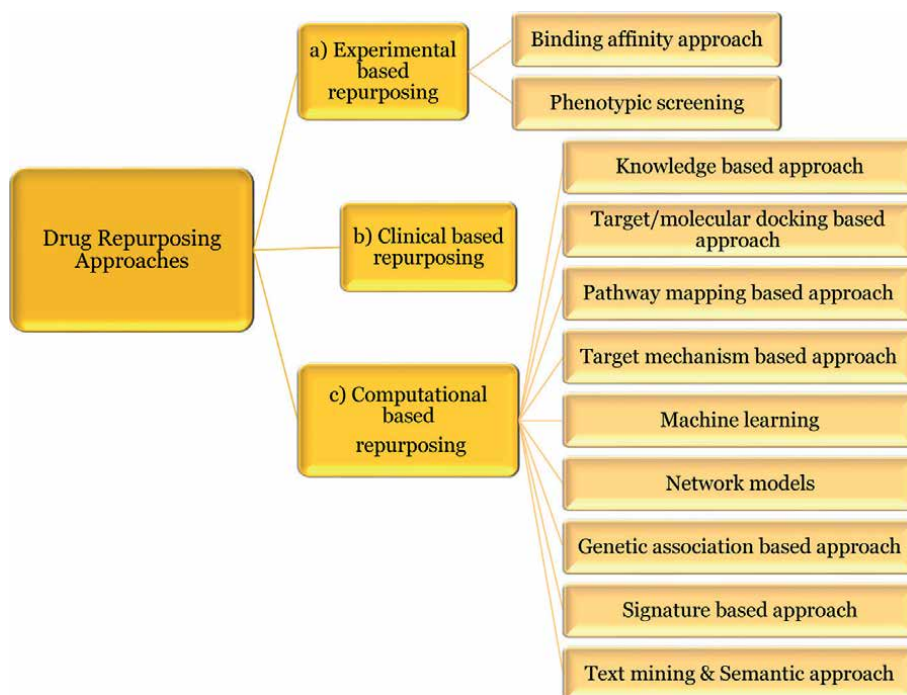 Drug Repurposing
Approaches
a) Experimental
based
repurposing
Binding affinity approach
Phenotypic screening
b) Clinical based
repurposing
c) Computational
based
repurposing
Knowledge based approach
Target/molecular docking based
approach
Pathway mapping based approach
Target mechanism based approach
Machine learning
Network models
Genetic association based approach
Signature based approach
Text mining & Semantic approach